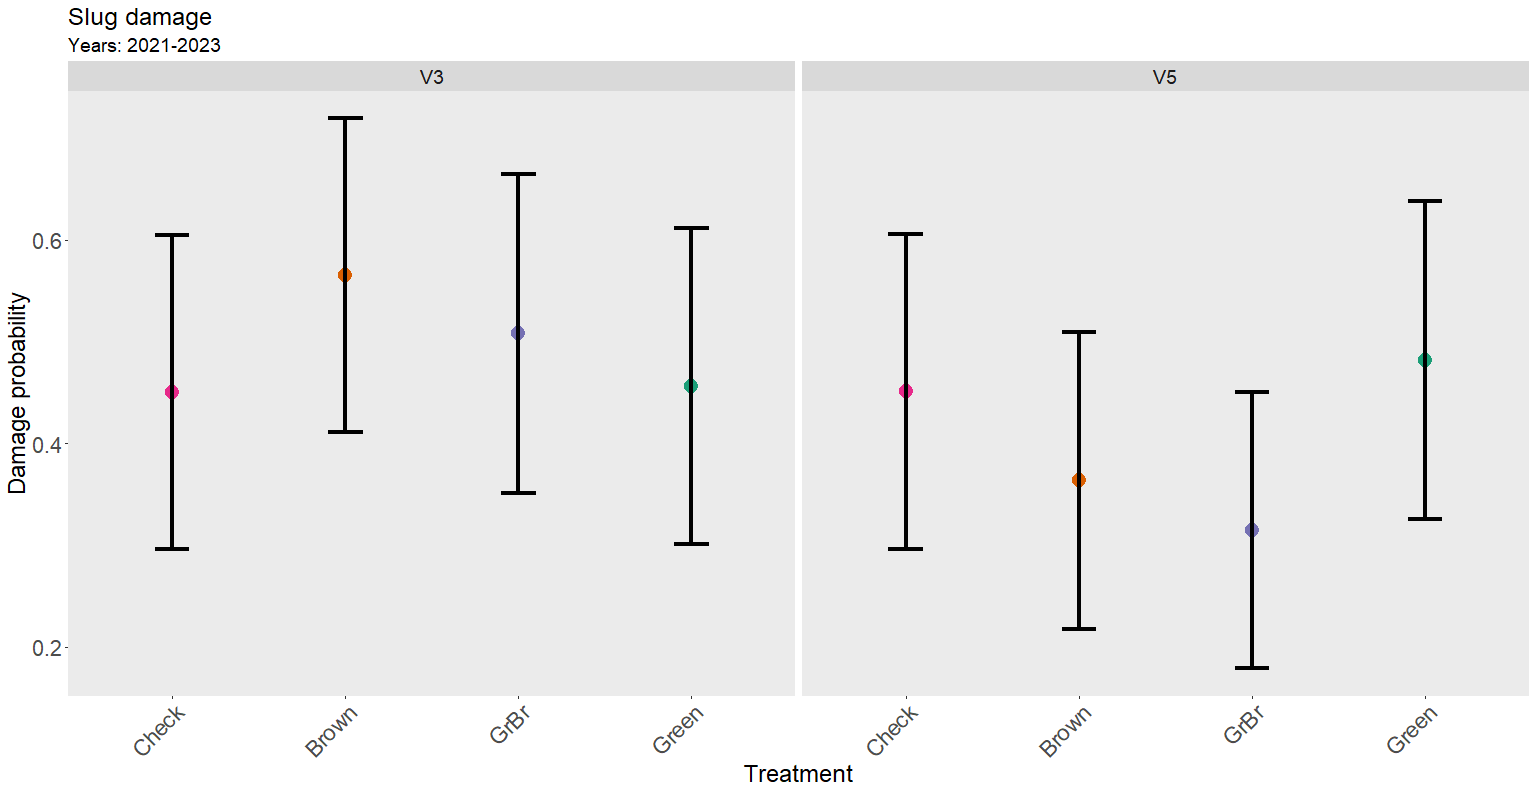 Slug damage
Years: 2021-2023
V3
V5
Damage probability
0.6
0.4
0.2
Check
Brown
GrBr
Green
Check
Brown
GrBr
Green
Treatment